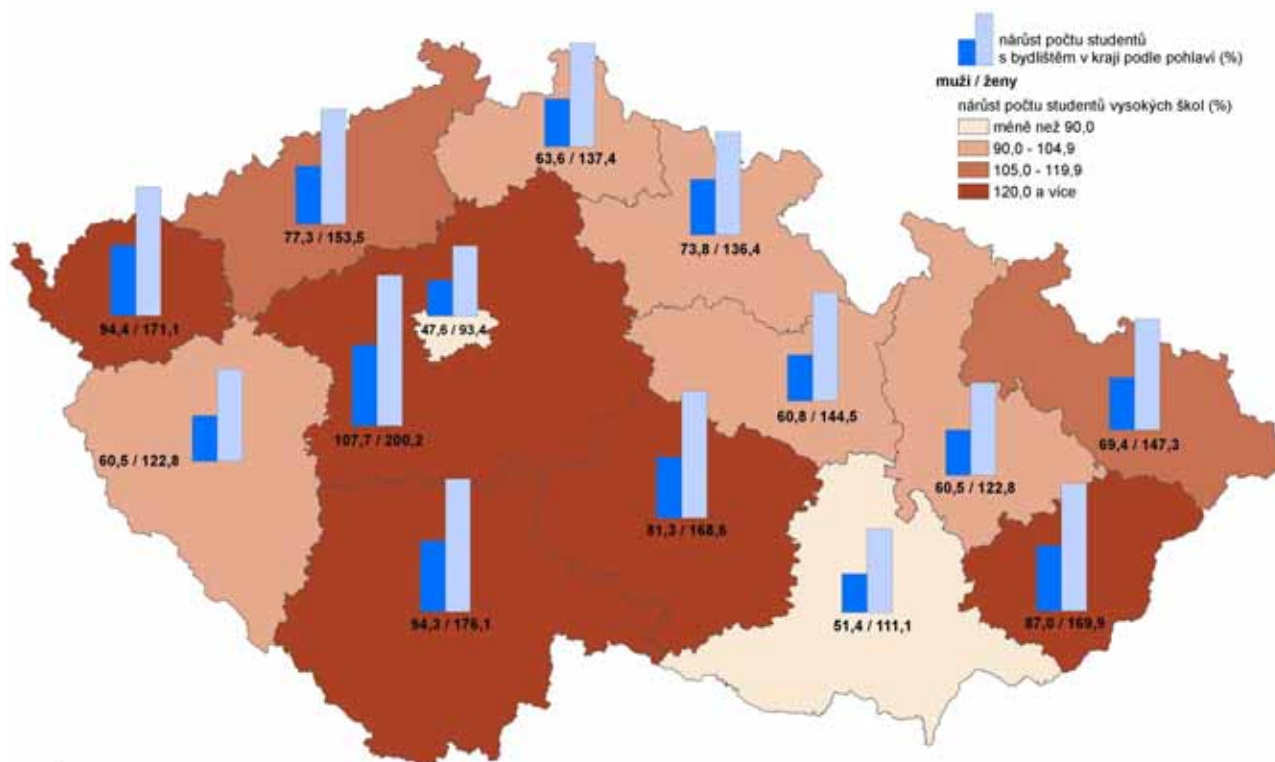 nárůst počtu studentů
s bydlištěm v kraji podle pohlaví (%)
muži / ženy
nárůst počtu studentů vysokých škol (%)
méně než 90,0
90,0 - 104,9
105,0 - 119,9
120,0 a více
63,6 / 137,4
77,3 / 153,5
73,8 / 136,4
94,4 / 171,1
47,6 / 93,4
60,8 / 144,5
107,7 / 200,2
69,4 / 147,3
60,5 / 122,8
60,5 / 122,8
81,3 / 168,6
94,3 / 176,1
51,4 / 111,1
87,0 / 169,9